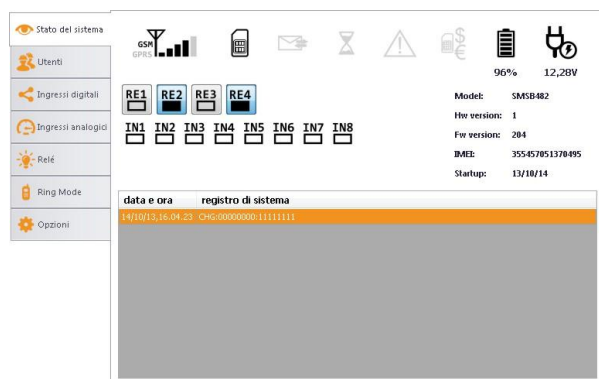 Stato del sistema
Utenti
Ingressi digitali
Ingressi analogici
Relé
Ring Mode
Opzioni
GSM
GPRS
$
€
96%
12,28V
RE1 RE2 RE3 RE4
IN1 IN2 IN3 IN4 IN5 IN6 IN7 IN8
Model: SMSB482
Hw version: 1
Fw version: 204
IMEI: 355457051370495
Startup: 13/10/14
data e ora registro di sistema
14/10/13,16.04.23 CHG:00000000:11111111